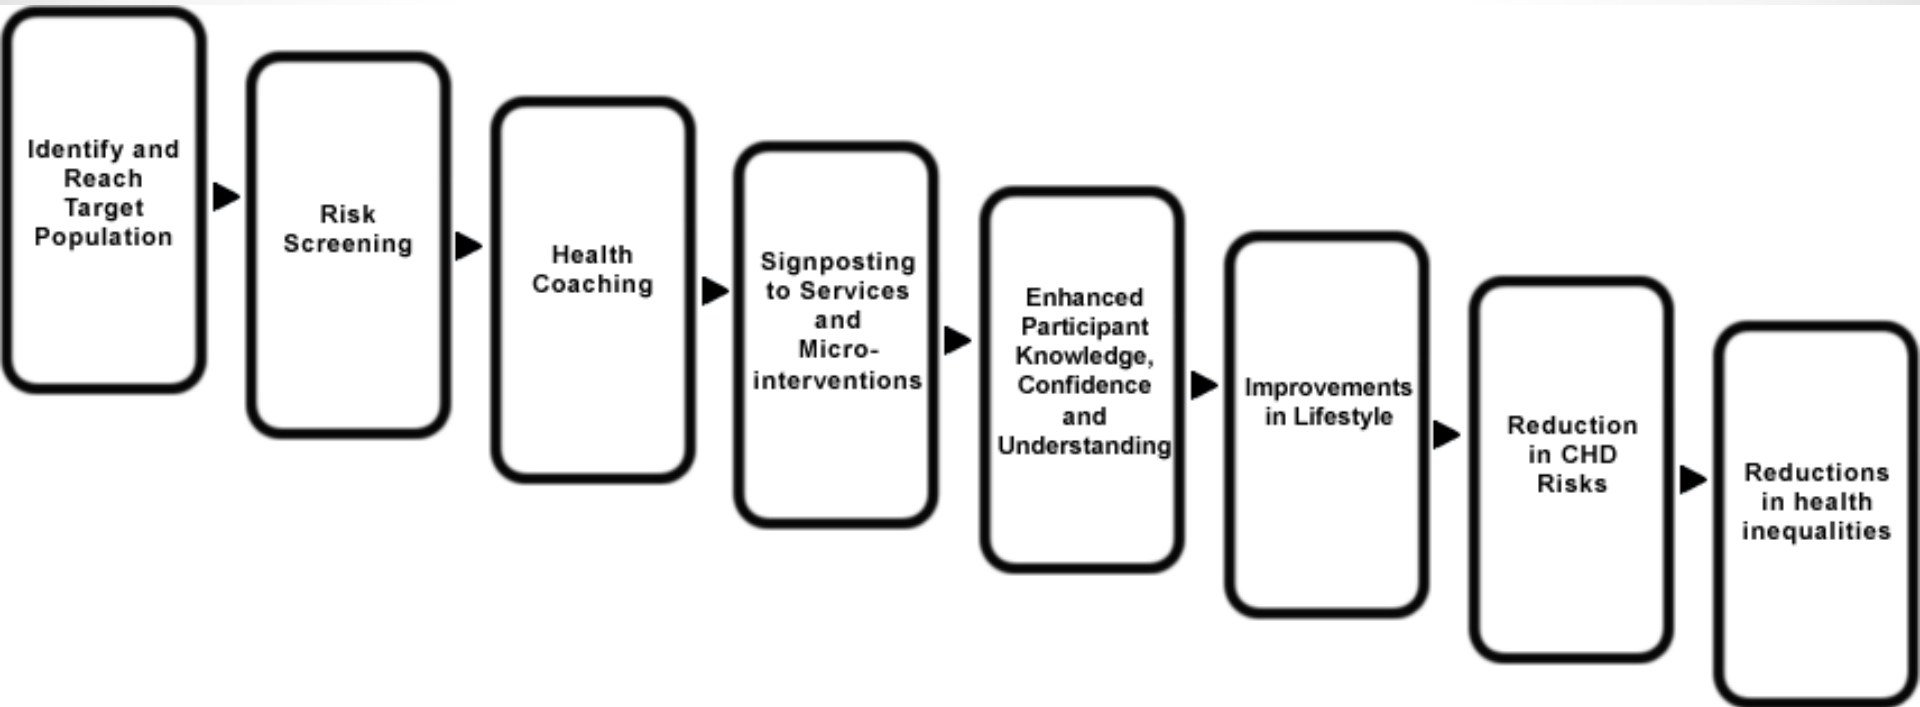 Identify and
Reach
Target
Population
Risk
Screening
Health
Coaching
Signposting
to Services
and
Micro-
interventions
Enhanced
Participant
Knowledge,
Confidence
and
Understanding
Improvements
in Lifestyle
Reduction
in CHD
Risks
Reductions
in health
inequalities